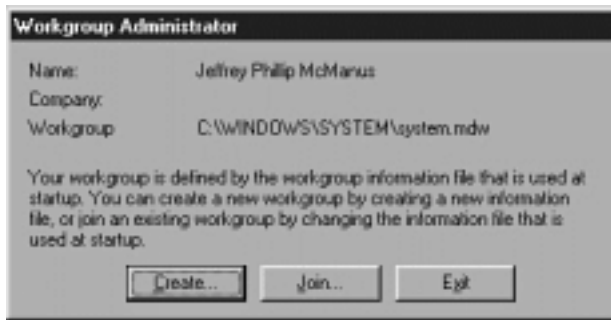 Workgroup Administrator
Name: Jeffrey Phillip McManus
Company:
Workgroup C:\WINDOWS\SYSTEM\system.mdw
Your workgroup is defined by the workgroup information file that is used at
startup. You can create a new workgroup by creating a new information
file, or join an existing workgroup by changing the information file that is
used at startup.
Create... Join... Exit